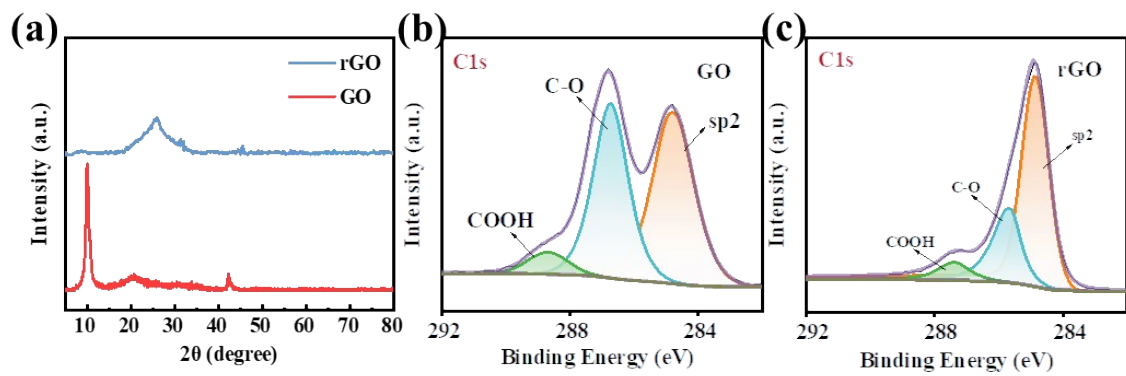 (a)
rGO
GO
Intensity (a.u.)
10 20 30 40 50 60 70 80
2θ (degree)
(b)
C1s
GO
C-O
sp2
COOH
Intensity (a.u.)
292 288 284
Binding Energy (eV)
(c)
C1s
rGO
sp2
C-O
COOH
Intensity (a.u.)
292 288 284
Binding Energy (eV)